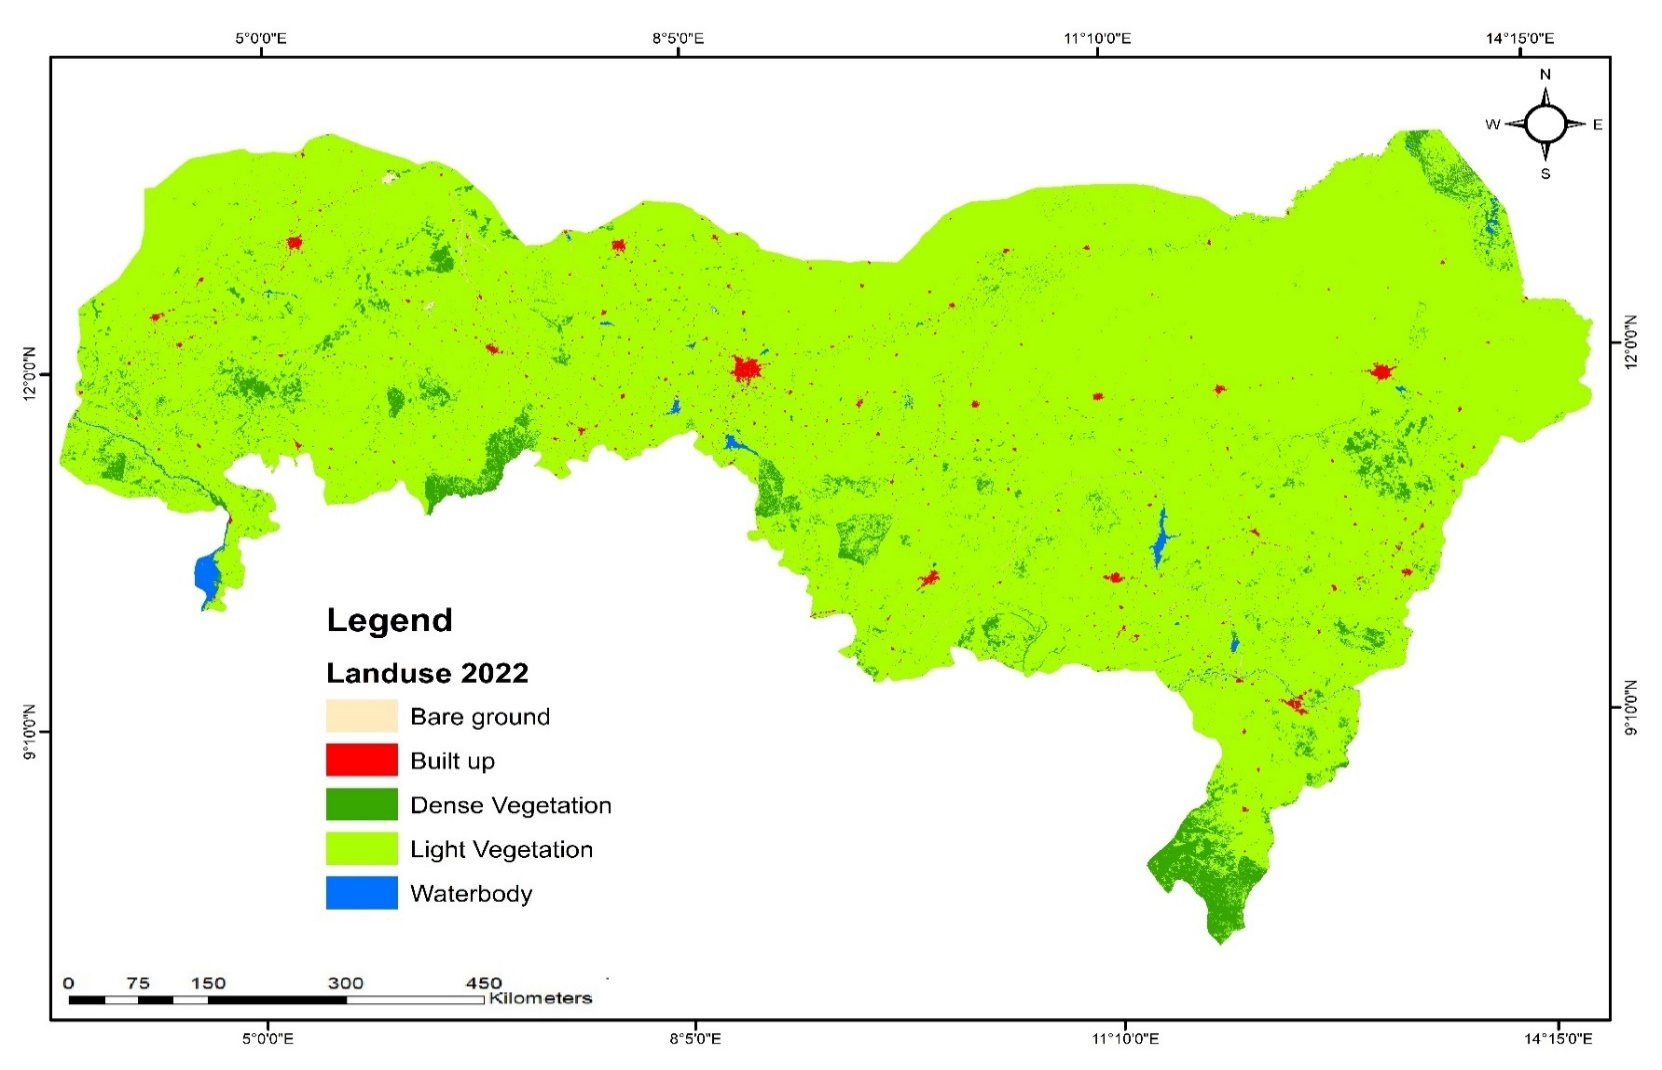 5°0'0"E 8°5'0"E 11°10'0"E 14°15'0"E
N
W E
S
12°0'0"N 12°0'0"N
9°10'0"N 9°10'0"N
Legend
Landuse 2022
Bare ground
Built up
Dense Vegetation
Light Vegetation
Waterbody
0 75 150 300 450
Kilometers
5°0'0"E 8°5'0"E 11°10'0"E 14°15'0"E